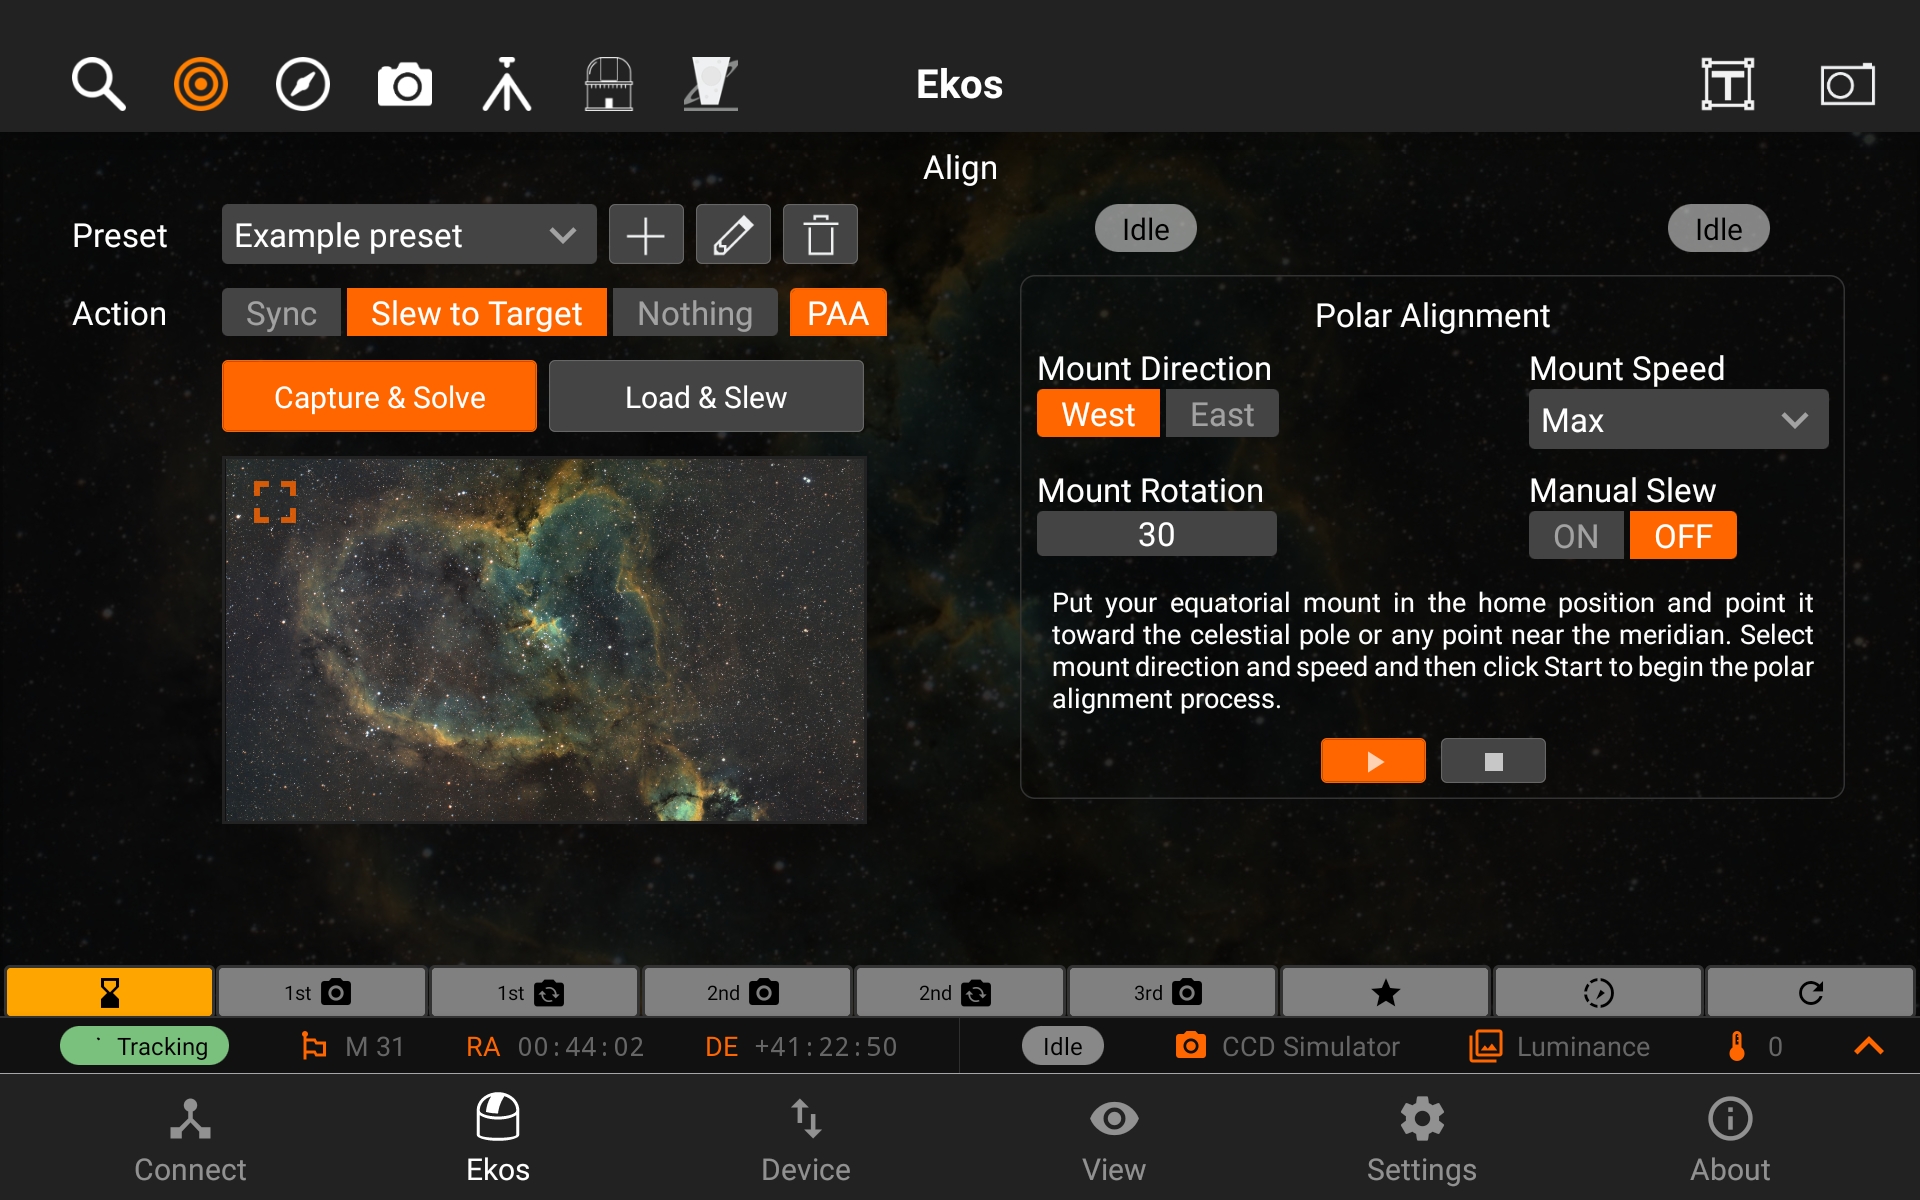 Ekos
T
Align
Preset
Example preset
Idle
Idle
Action
Sync
Slew to Target
Nothing
PAA
Capture & Solve
Load & Slew
Polar Alignment
Mount Direction
Mount Speed
West
East
Max
Mount Rotation
Manual Slew
30
ON
OFF
Put your equatorial mount in the home position and point it
toward the celestial pole or any point near the meridian. Select
mount direction and speed and then click Start to begin the polar
alignment process.
1st
1st
2nd
2nd
3rd
Tracking
M 31
RA 00:44:02
DE +41:22:50
Idle
CCD Simulator
Luminance
0
Connect
Ekos
Device
View
Settings
About